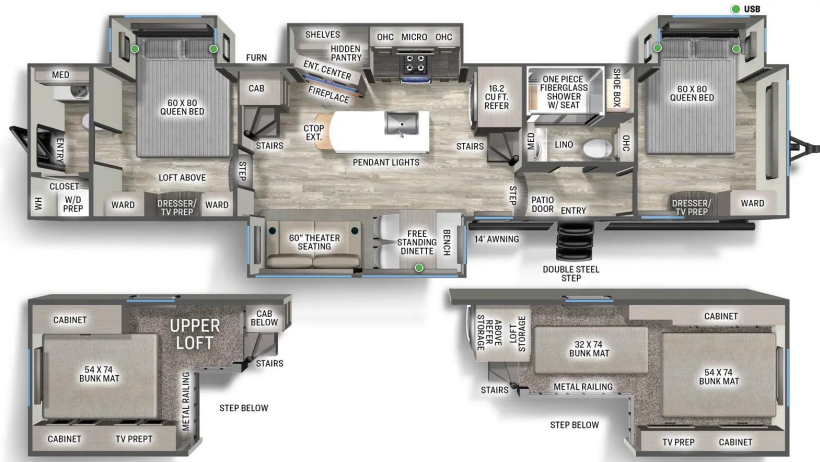 USB
SHELVES
HIDDEN
PANTRY
OHC
MICRO
OHC
FURN
ENT. CENTER
FIREPLACE
MED
CAB
60 X 80
QUEEN BED
16.2
CU FT.
REFER
ONE PIECE
FIBERGLASS
SHOWER
W/ SEAT
SHOE BOX
60 X 80
QUEEN BED
ENTRY
CTOP
EXT.
STAIRS
PENDANT LIGHTS
STAIRS
MED
LINO
OHC
STEP
LOFT ABOVE
CLOSET
W/D
PREP
HW
WARD
DRESSER/
TV PREP
WARD
STEP
PATIO
DOOR
ENTRY
DRESSER/
TV PREP
WARD
60" THEATER
SEATING
FREE
STANDING
DINETTE
BENCH
14' AWNING
DOUBLE STEEL
STEP
CABINET
UPPER
LOFT
CAB
BELOW
STAIRS
54 X 74
BUNK MAT
METAL RAILING
STEP BELOW
CABINET
TV PREPT
ABOVE
REFER
STORAGE
LOFT
STORAGE
CABINET
32 X 74
BUNK MAT
54 X 74
BUNK MAT
STAIRS
METAL RAILING
STEP BELOW
TV PREP
CABINET